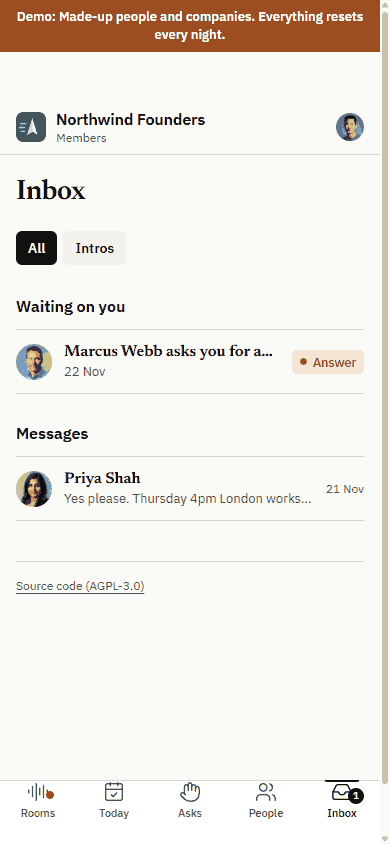 Demo: Made-up people and companies. Everything resets
every night.
Northwind Founders
Members
Inbox
All
Intros
Waiting on you
Marcus Webb asks you for a...
22 Nov
Answer
Messages
Priya Shah
Yes please. Thursday 4pm London works...
21 Nov
Source code (AGPL-3.0)
1
Rooms
Today
Asks
People
Inbox